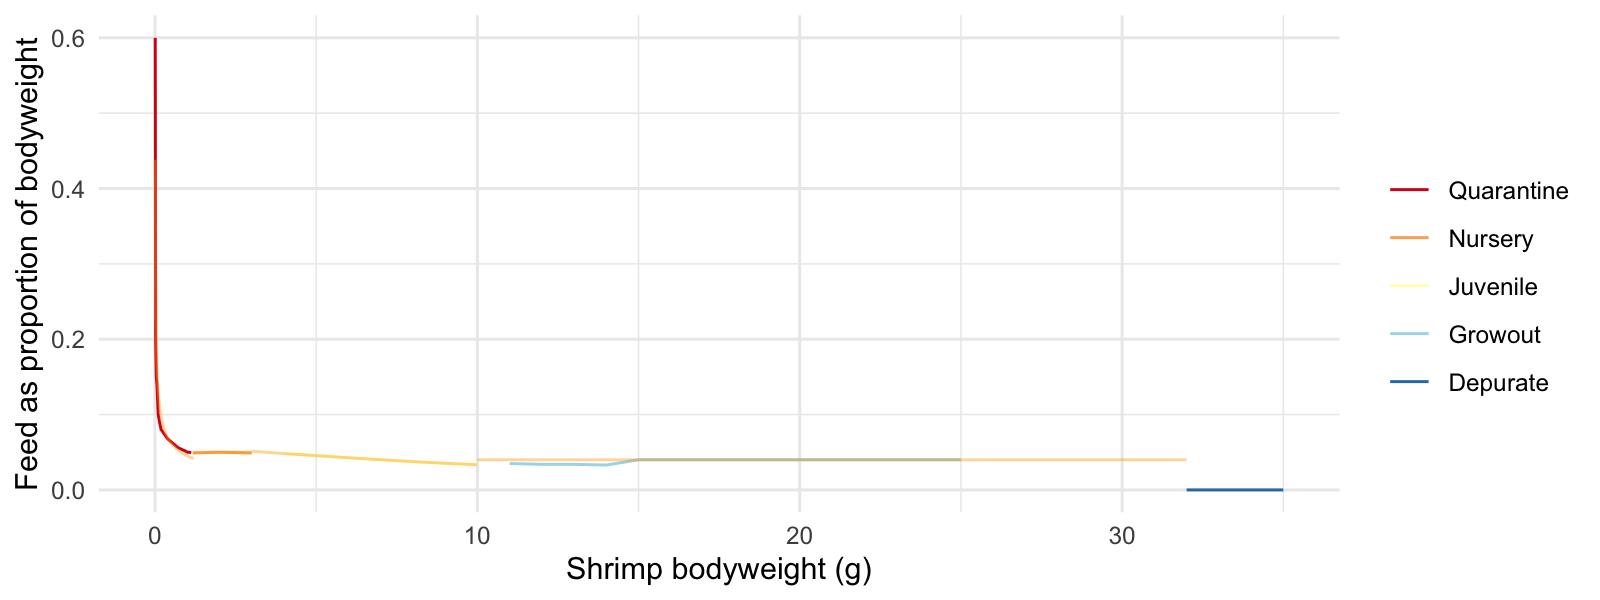 Feed as proportion of bodyweight
0.6
0.4
0.2
0.0
0 10 20 30
Shrimp bodyweight (g)
Quarantine
Nursery
Juvenile
Growout
Depurate